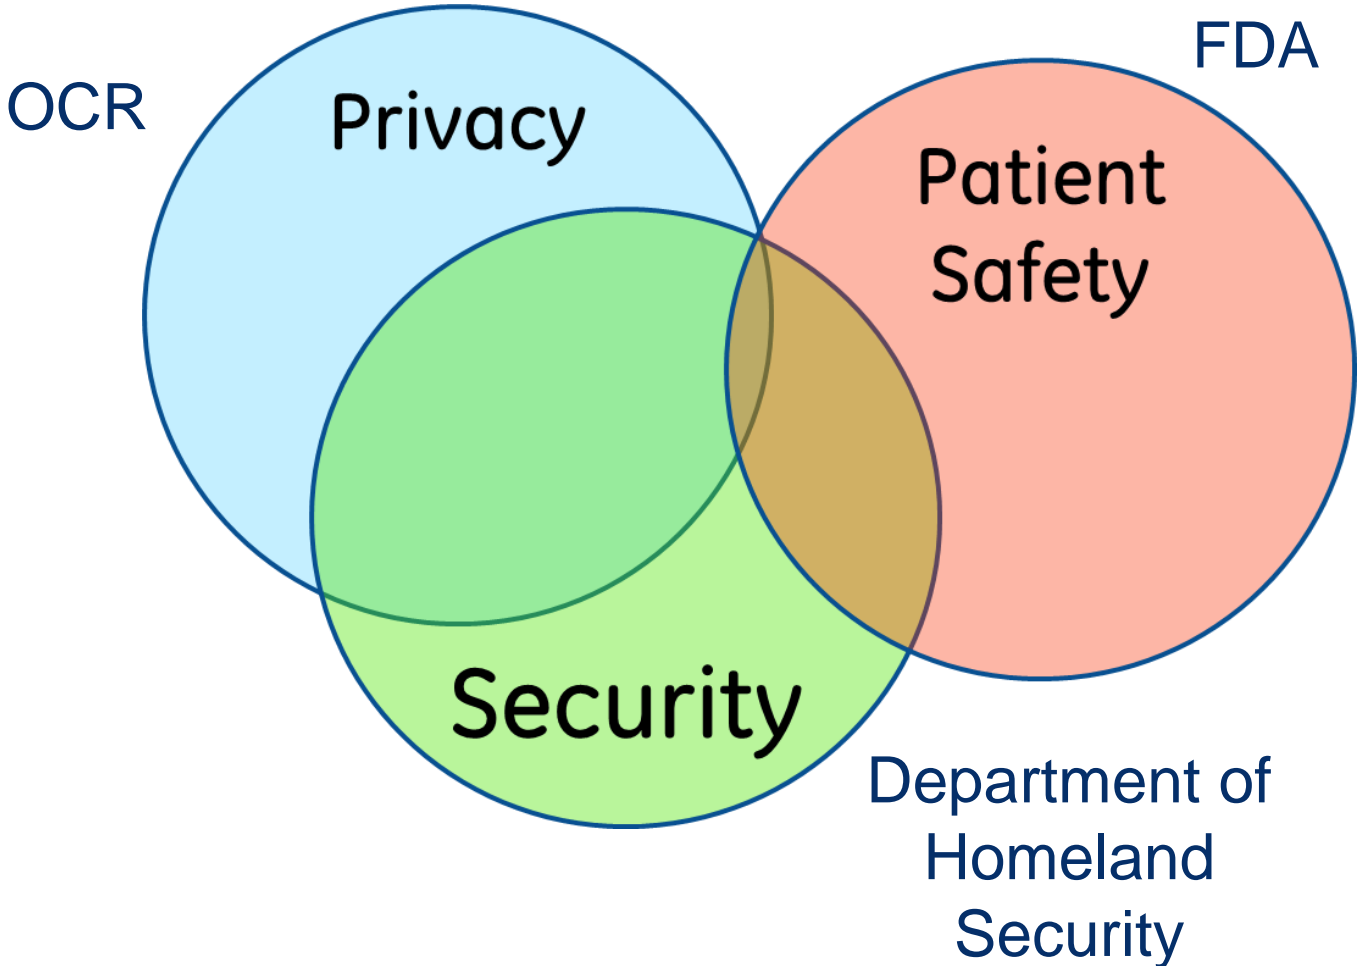 OCR
Privacy
FDA
Patient
Safety
Security
Department of
Homeland
Security